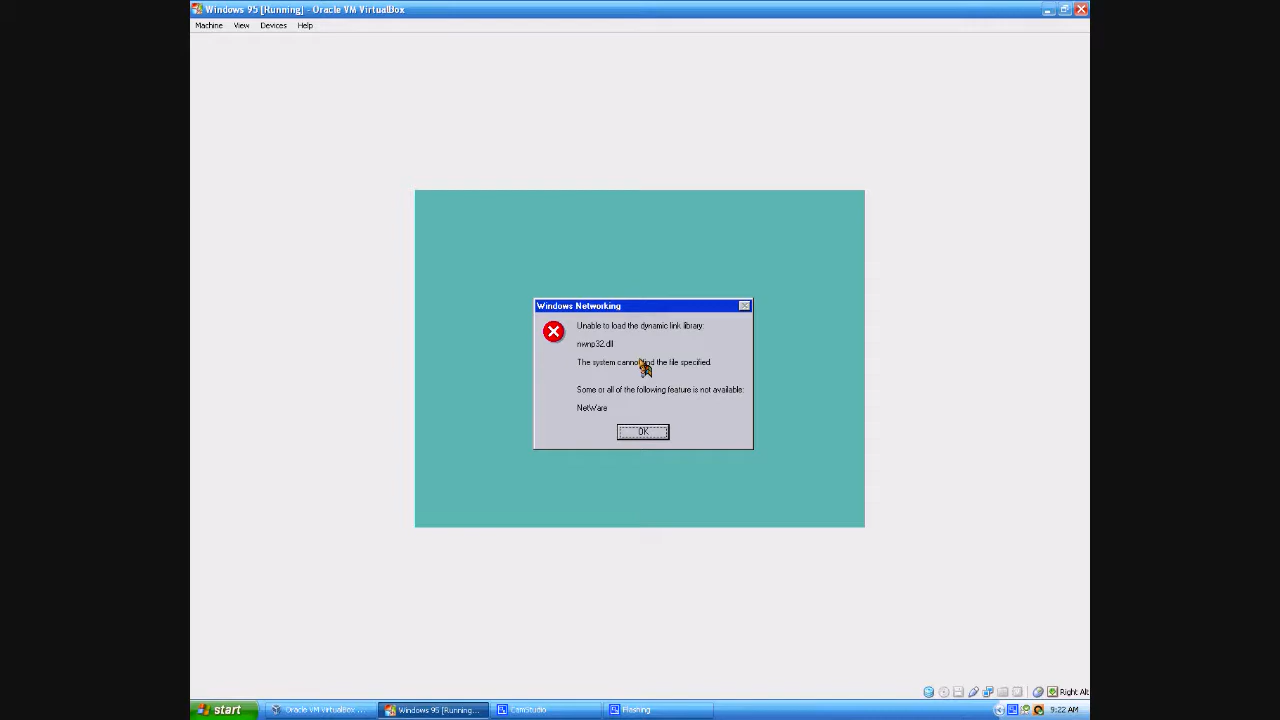 Windows 95 [Running] - Oracle VM VirtualBox
Machine View Devices Help
Windows Networking
Unable to load the dynamic link library:
nwnp32.dll
The system cannot find the file specified.
Some or all of the following feature is not available:
NetWare
OK
Right Alt
start Oracle VM VirtualBox ... Windows 95 [Running... CamStudio Flashing 9:22 AM